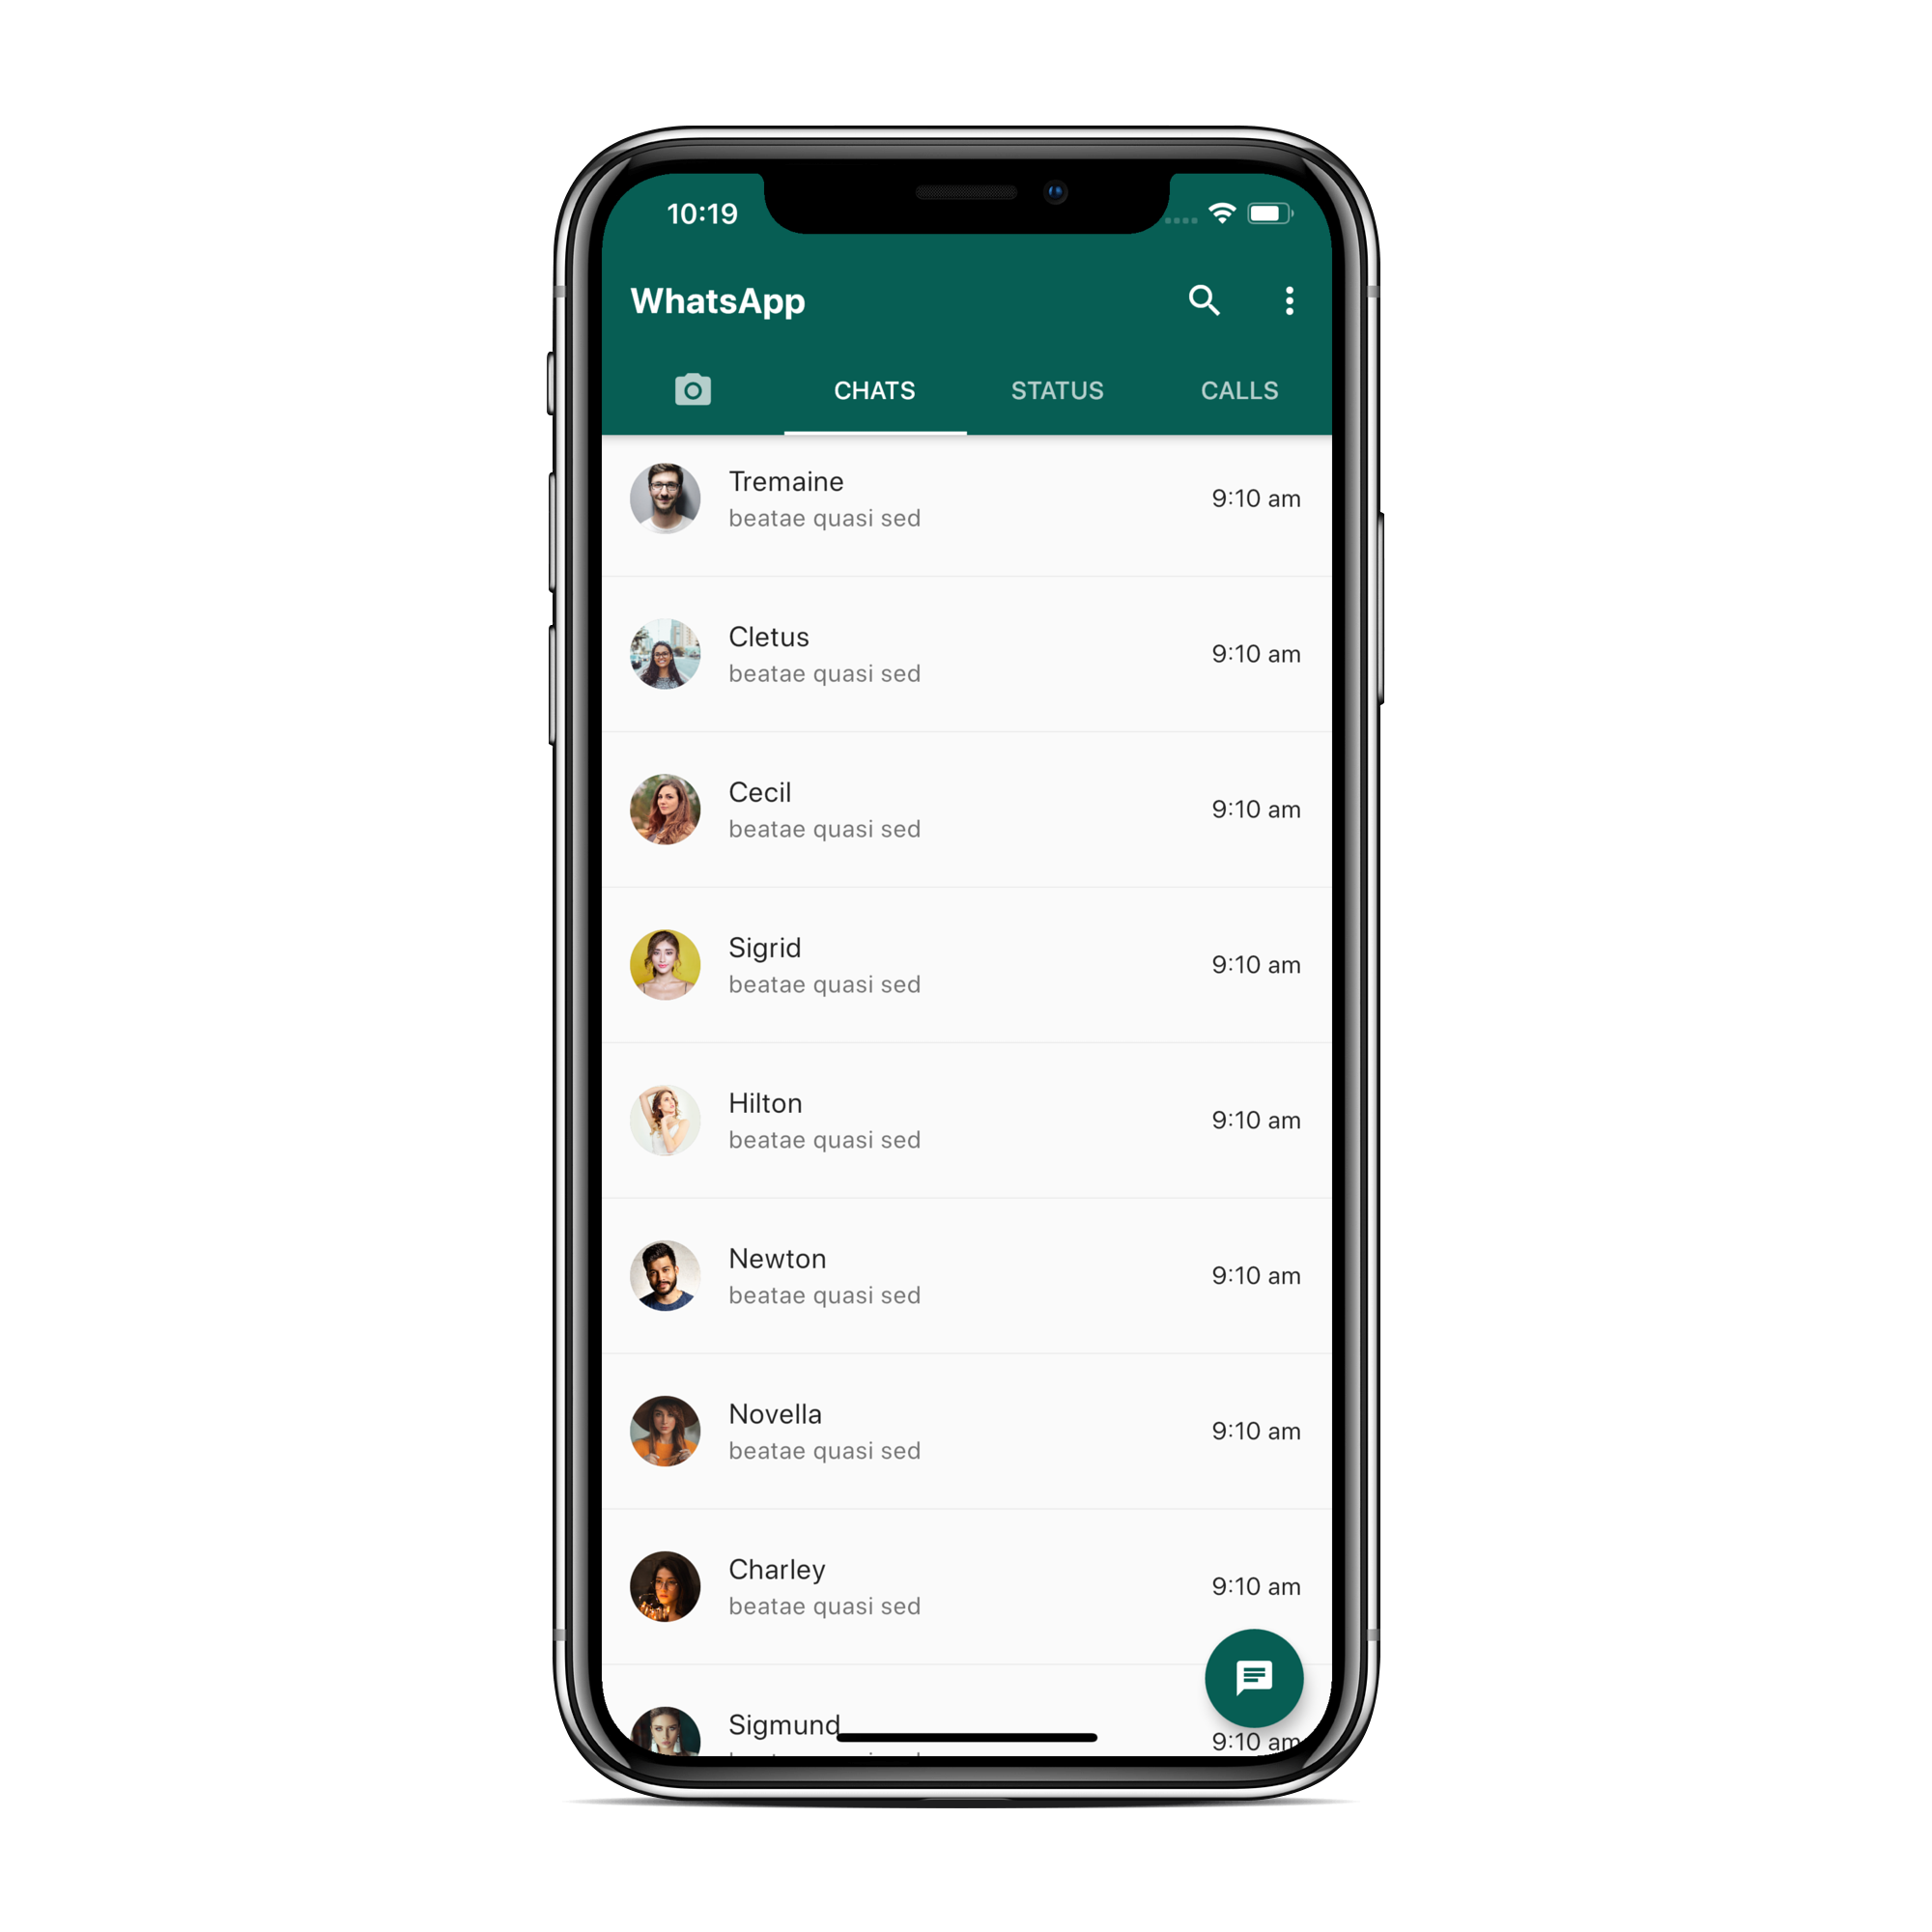 10:19
WhatsApp
CHATS STATUS CALLS
Tremaine
beatae quasi sed
9:10 am
Cletus
beatae quasi sed
9:10 am
Cecil
beatae quasi sed
9:10 am
Sigrid
beatae quasi sed
9:10 am
Hilton
beatae quasi sed
9:10 am
Newton
beatae quasi sed
9:10 am
Novella
beatae quasi sed
9:10 am
Charley
beatae quasi sed
9:10 am
Sigmund
9:10 am